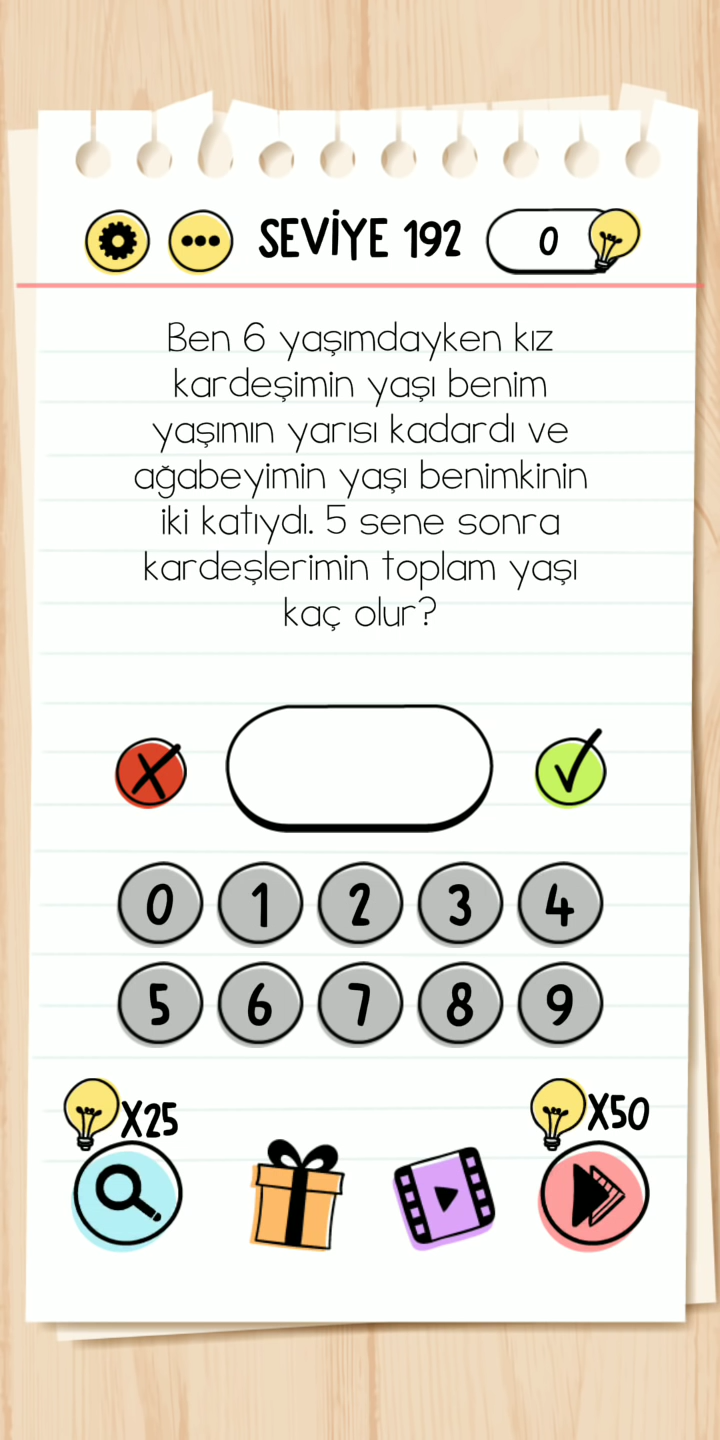 SEVİYE 192
0
Ben 6 yaşımdayken kız
kardeşimin yaşı benim
yaşımın yarısı kadardı ve
ağabeyimin yaşı benimkinin
iki katıydı. 5 sene sonra
kardeşlerimin toplam yaşı
kaç olur?
0 1 2 3 4
5 6 7 8 9
X25 X50